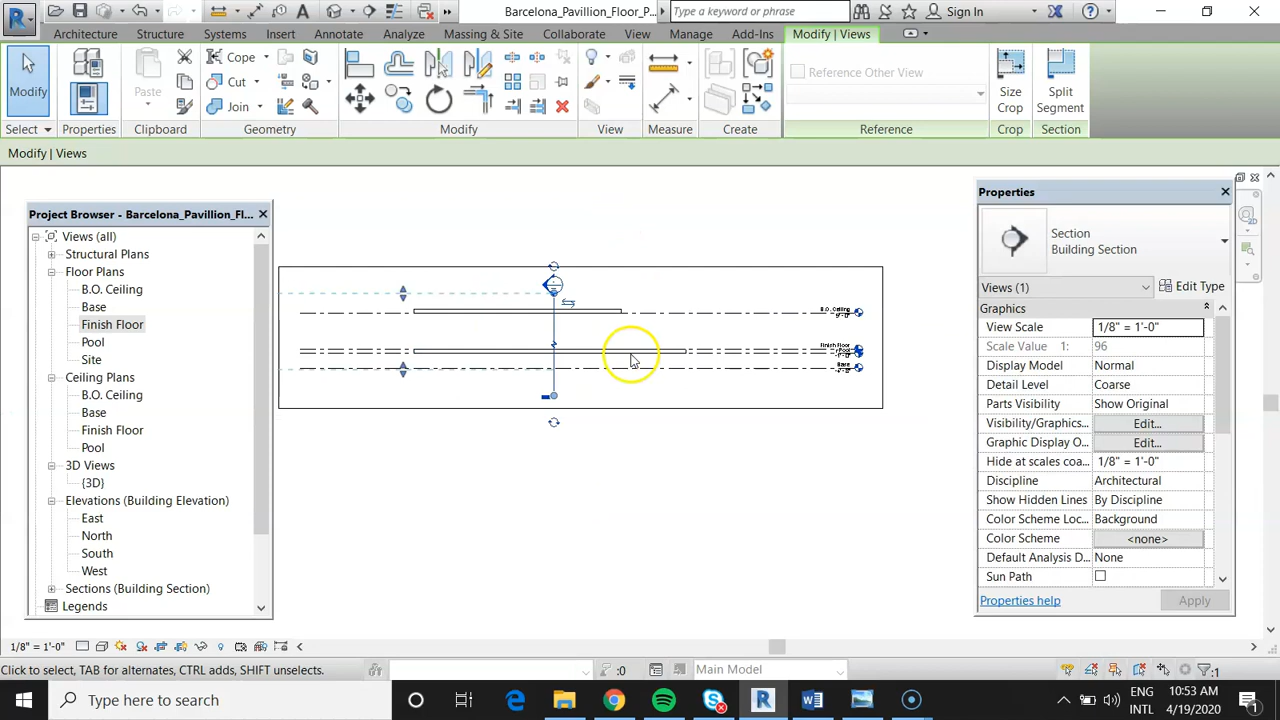 Barcelona_Pavillion_Floor_P...
Type a keyword or phrase
Sign In
Architecture Structure Systems Insert Annotate Analyze Massing & Site Collaborate View Manage Add-Ins Modify | Views
Modify
Paste
Cope
Cut
Join
Reference Other View
Size Crop
Split Segment
Select Properties Clipboard Geometry Modify View Measure Create Reference Crop Section
Modify | Views
Project Browser - Barcelona_Pavillion_Fl...
Views (all)
Structural Plans
Floor Plans
B.O. Ceiling
Base
Finish Floor
Pool
Site
Ceiling Plans
B.O. Ceiling
Base
Finish Floor
Pool
3D Views
{3D}
Elevations (Building Elevation)
East
North
South
West
Sections (Building Section)
Legends
B.O. Ceiling
Finish Floor
Pool
Base
Properties
Section
Building Section
Views (1)
Edit Type
Graphics
View Scale 1/8" = 1'-0"
Scale Value 1: 96
Display Model Normal
Detail Level Coarse
Parts Visibility Show Original
Visibility/Graphics... Edit...
Graphic Display O... Edit...
Hide at scales coa... 1/8" = 1'-0"
Discipline Architectural
Show Hidden Lines By Discipline
Color Scheme Loc... Background
Color Scheme <none>
Default Analysis D... None
Sun Path
Properties help
Apply
1/8" = 1'-0"
Click to select, TAB for alternates, CTRL adds, SHIFT unselects.
:0
Main Model
:1
Type here to search
ENG
INTL
10:53 AM
4/19/2020
1